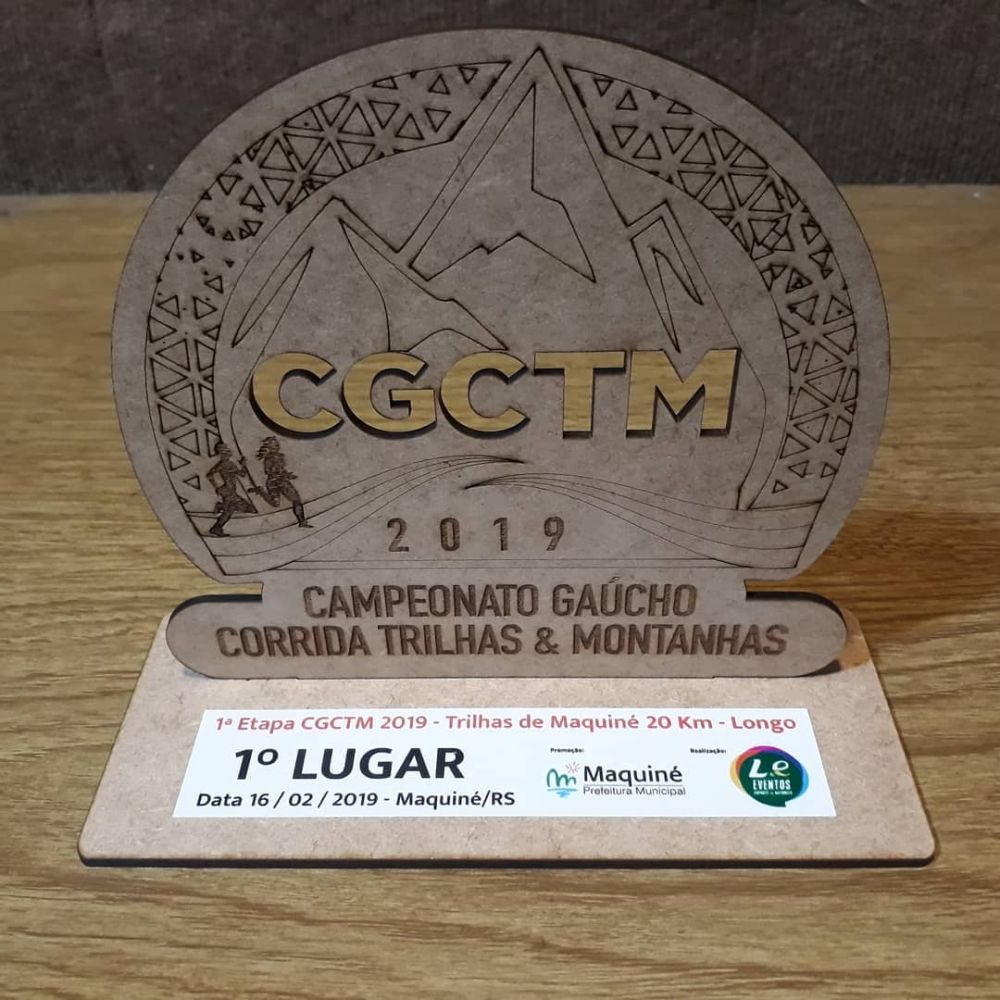 CGCTM
2019
CAMPEONATO GAÚCHO
CORRIDA TRILHAS & MONTANHAS
1ª Etapa CGCTM 2019 - Trilhas de Maquiné 20 Km - Longo
1º LUGAR
Data 16 / 02 / 2019 - Maquiné/RS
Promoção:
Maquiné
Prefeitura Municipal
Realização:
L.e
EVENTOS